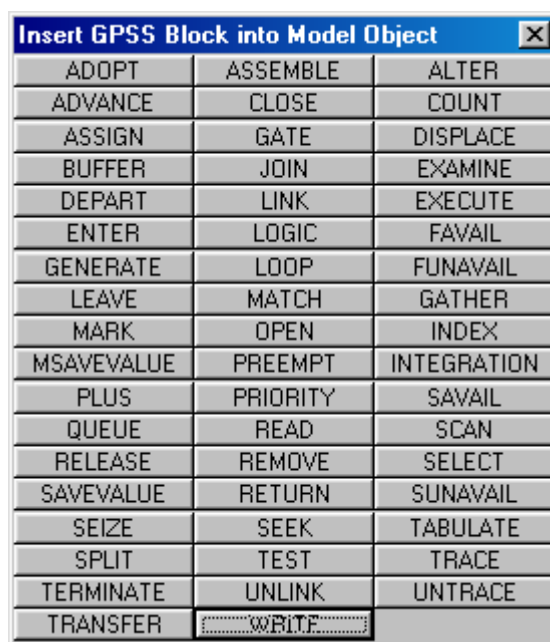 Insert GPSS Block into Model Object
ADOPT ASSEMBLE ALTER
ADVANCE CLOSE COUNT
ASSIGN GATE DISPLACE
BUFFER JOIN EXAMINE
DEPART LINK EXECUTE
ENTER LOGIC FAVAIL
GENERATE LOOP FUNAVAIL
LEAVE MATCH GATHER
MARK OPEN INDEX
MSAVEVALUE PREEMPT INTEGRATION
PLUS PRIORITY SAVAIL
QUEUE READ SCAN
RELEASE REMOVE SELECT
SAVEVALUE RETURN SUNAVAIL
SEIZE SEEK TABULATE
SPLIT TEST TRACE
TERMINATE UNLINK UNTRACE
TRANSFER WRITE